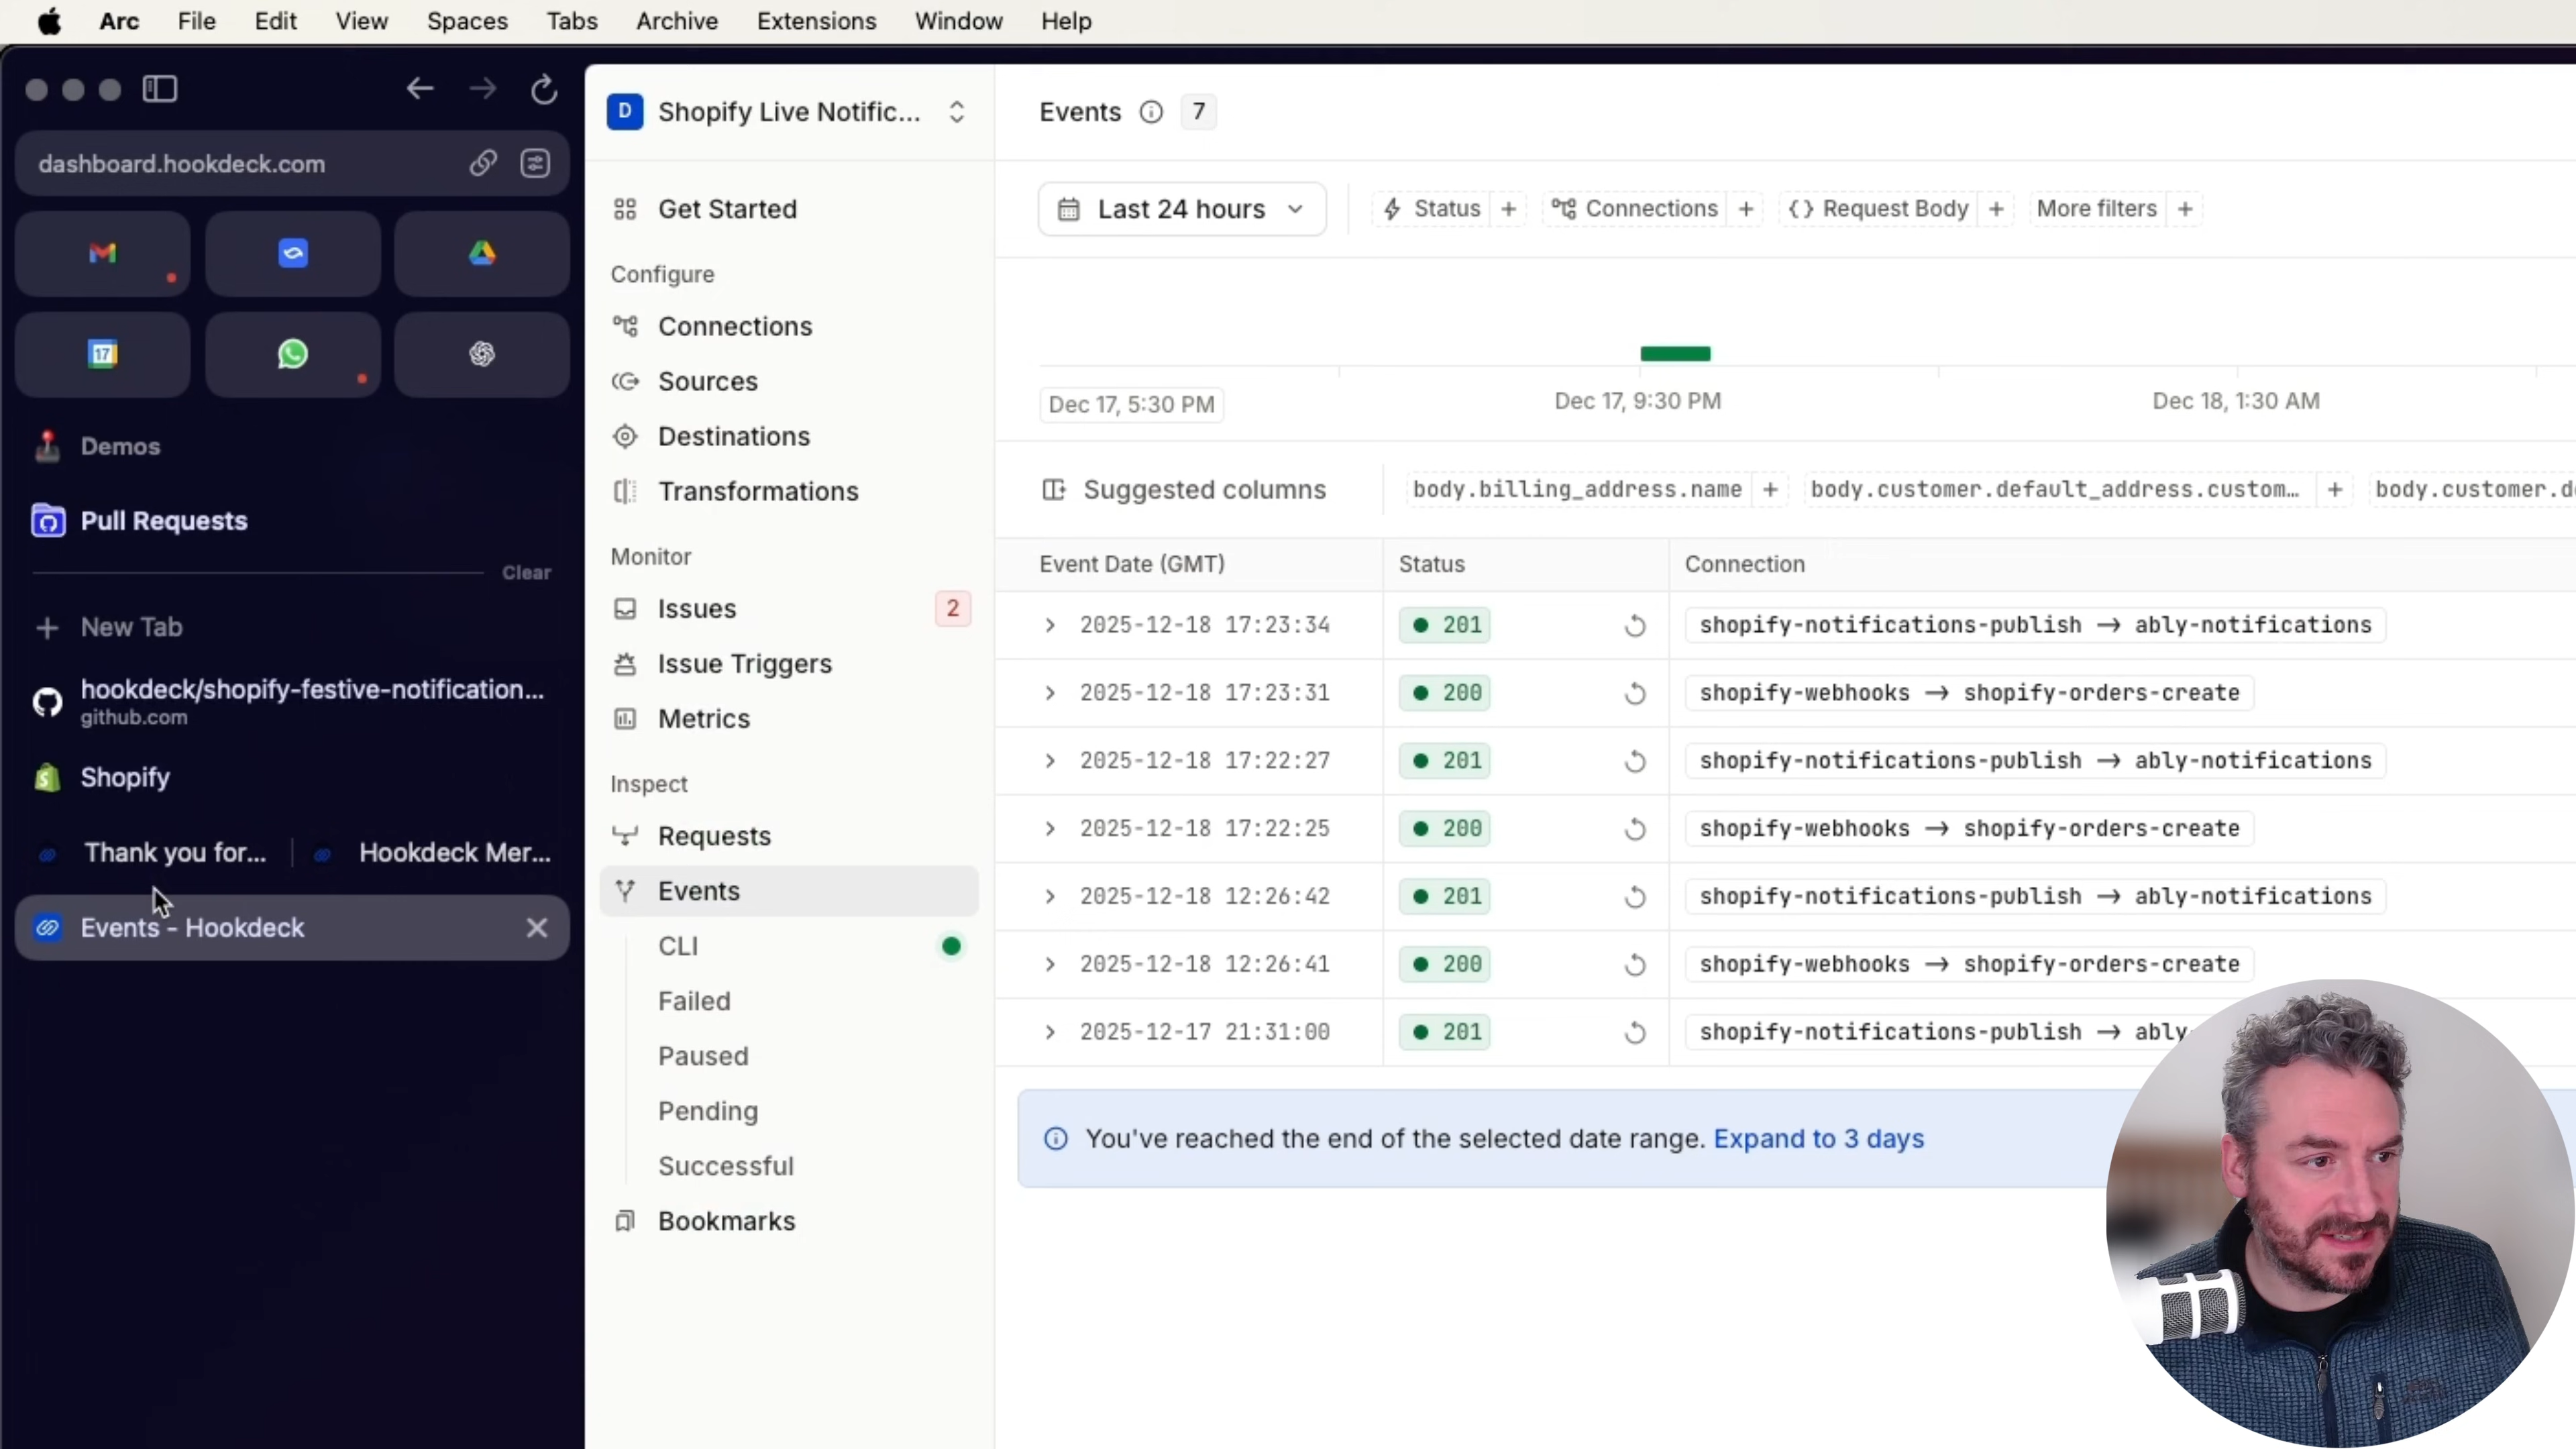 Arc File Edit View Spaces Tabs Archive Extensions Window Help
dashboard.hookdeck.com
17
Demos
Pull Requests
Clear
New Tab
hookdeck/shopify-festive-notification...
github.com
Shopify
Thank you for... Hookdeck Mer...
Events - Hookdeck
D Shopify Live Notific...
Get Started
Configure
Connections
Sources
Destinations
Transformations
Monitor
Issues 2
Issue Triggers
Metrics
Inspect
Requests
Events
CLI
Failed
Paused
Pending
Successful
Bookmarks
Events 7
Last 24 hours Status + Connections + {} Request Body + More filters +
Dec 17, 5:30 PM Dec 17, 9:30 PM Dec 18, 1:30 AM
Suggested columns body.billing_address.name + body.customer.default_address.custom... + body.customer.d
Event Date (GMT) Status Connection
2025-12-18 17:23:34 201 shopify-notifications-publish → ably-notifications
2025-12-18 17:23:31 200 shopify-webhooks → shopify-orders-create
2025-12-18 17:22:27 201 shopify-notifications-publish → ably-notifications
2025-12-18 17:22:25 200 shopify-webhooks → shopify-orders-create
2025-12-18 12:26:42 201 shopify-notifications-publish → ably-notifications
2025-12-18 12:26:41 200 shopify-webhooks → shopify-orders-create
2025-12-17 21:31:00 201 shopify-notifications-publish → ably-
You've reached the end of the selected date range. Expand to 3 days